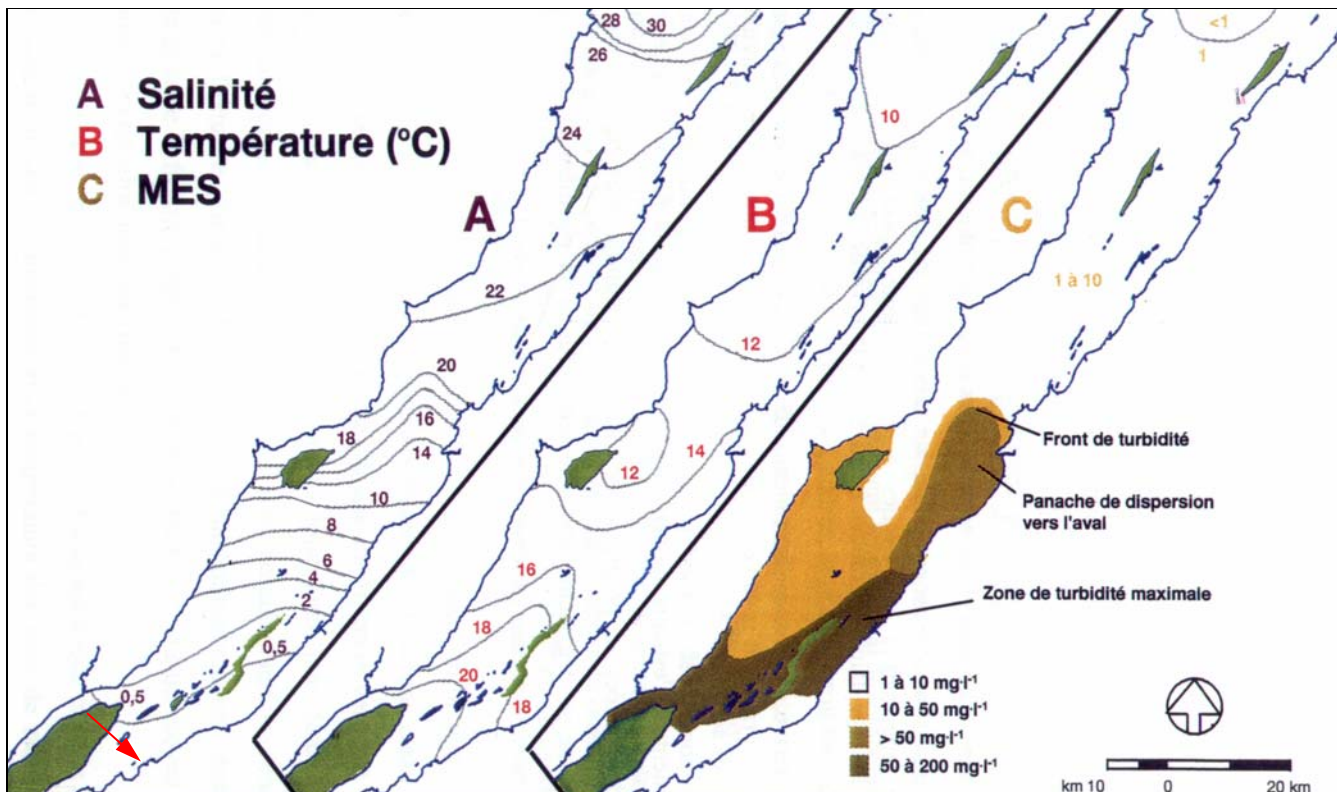 A Salinité
B Température (°C)
C MES
A
28
30
26
24
22
20
18
16
14
10
8
6
4
2
0,5
0,5
B
10
12
12
14
16
18
20
18
C
<1
1
1 à 10
Front de turbidité
Panache de dispersion
vers l'aval
Zone de turbidité maximale
1 à 10 mg·l⁻¹
10 à 50 mg·l⁻¹
> 50 mg·l⁻¹
50 à 200 mg·l⁻¹
km 10 0 20 km